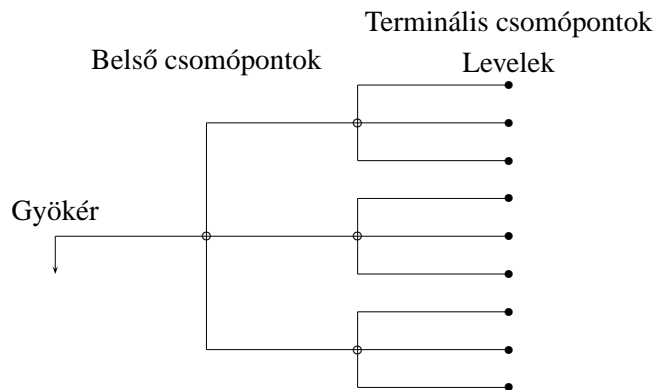 Terminális csomópontok
Belső csomópontok
Levelek
Gyökér